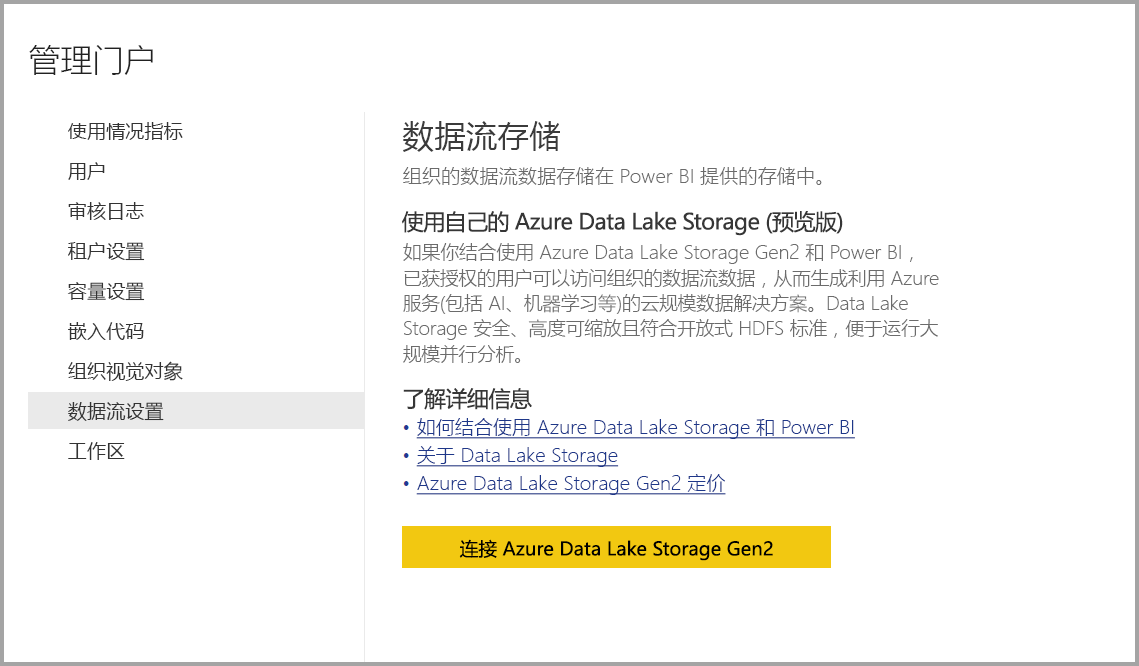 管理门户
使用情况指标
用户
审核日志
租户设置
容量设置
嵌入代码
组织视觉对象
数据流设置
工作区
数据流存储
组织的数据流数据存储在 Power BI 提供的存储中。
使用自己的 Azure Data Lake Storage (预览版)
如果你结合使用 Azure Data Lake Storage Gen2 和 Power BI，
已获授权的用户可以访问组织的数据流数据，从而生成利用 Azure
服务(包括 AI、机器学习等)的云规模数据解决方案。Data Lake
Storage 安全、高度可缩放且符合开放式 HDFS 标准，便于运行大
规模并行分析。
了解详细信息
• 如何结合使用 Azure Data Lake Storage 和 Power BI
• 关于 Data Lake Storage
• Azure Data Lake Storage Gen2 定价
连接 Azure Data Lake Storage Gen2